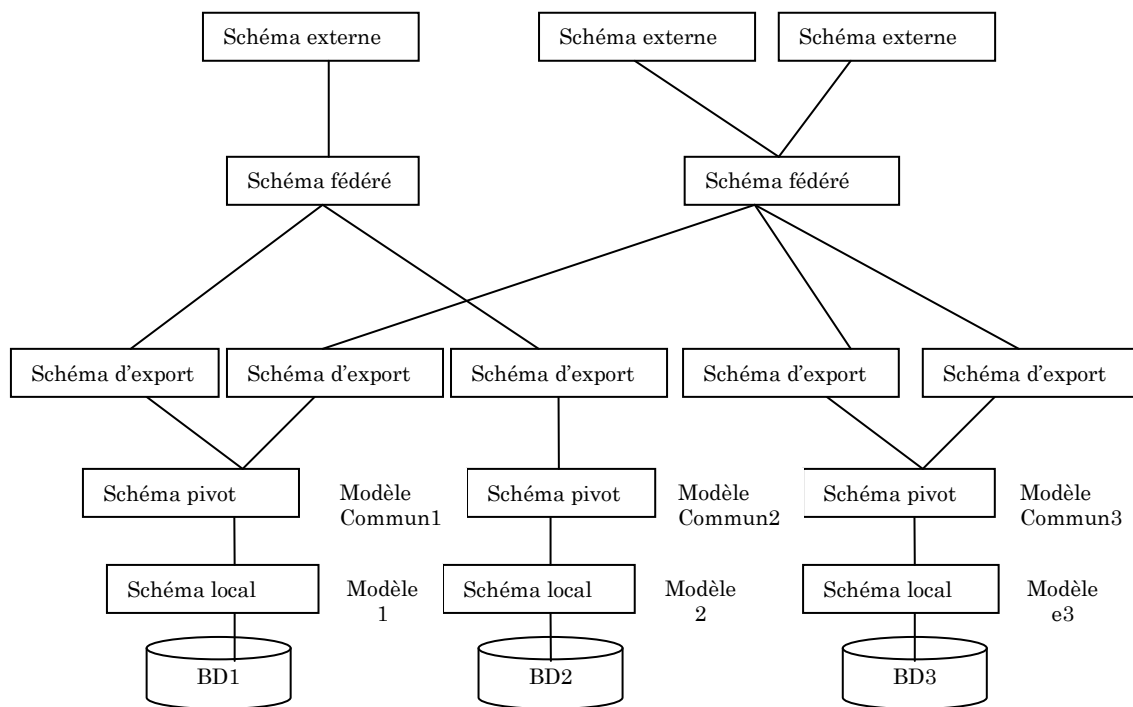 Schéma externe
Schéma externe
Schéma externe
Schéma fédéré
Schéma fédéré
Schéma d'export
Schéma d'export
Schéma d'export
Schéma d'export
Schéma d'export
Schéma pivot
Modèle
Commun1
Schéma pivot
Modèle
Commun2
Schéma pivot
Modèle
Commun3
Schéma local
Modèle
1
Schéma local
Modèle
2
Schéma local
Modèle
e3
BD1
BD2
BD3